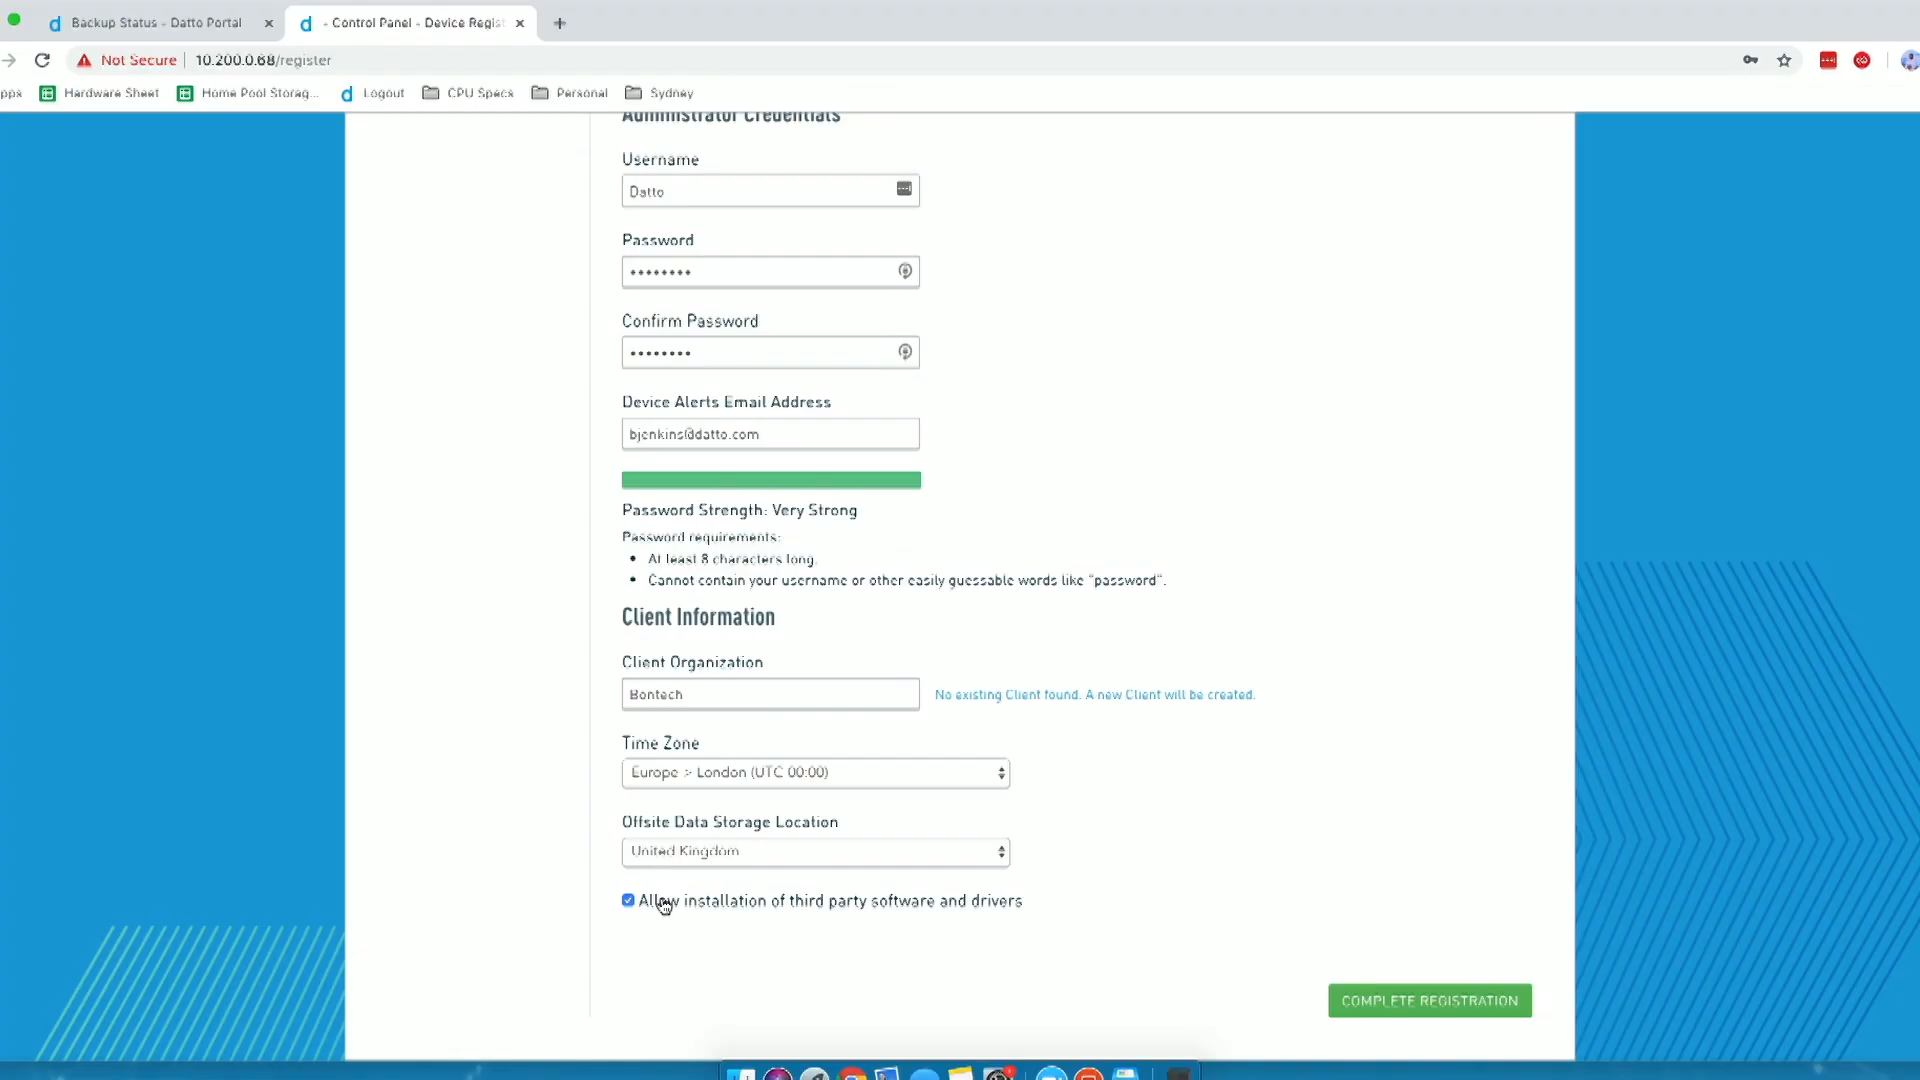 Backup Status - Datto Portal
- Control Panel - Device Regist
Not Secure
10.200.0.68/register
pps
Hardware Sheet
Home Pool Storag...
Logout
CPU Specs
Personal
Sydney
Administrator Credentials
Username
Datto
Password
••••••••
Confirm Password
••••••••
Device Alerts Email Address
bjenkins@datto.com
Password Strength: Very Strong
Password requirements:
• At least 8 characters long.
• Cannot contain your username or other easily guessable words like "password".
Client Information
Client Organization
Bontech
No existing Client found. A new Client will be created.
Time Zone
Europe > London (UTC 00:00)
Offsite Data Storage Location
United Kingdom
Allow installation of third party software and drivers
COMPLETE REGISTRATION